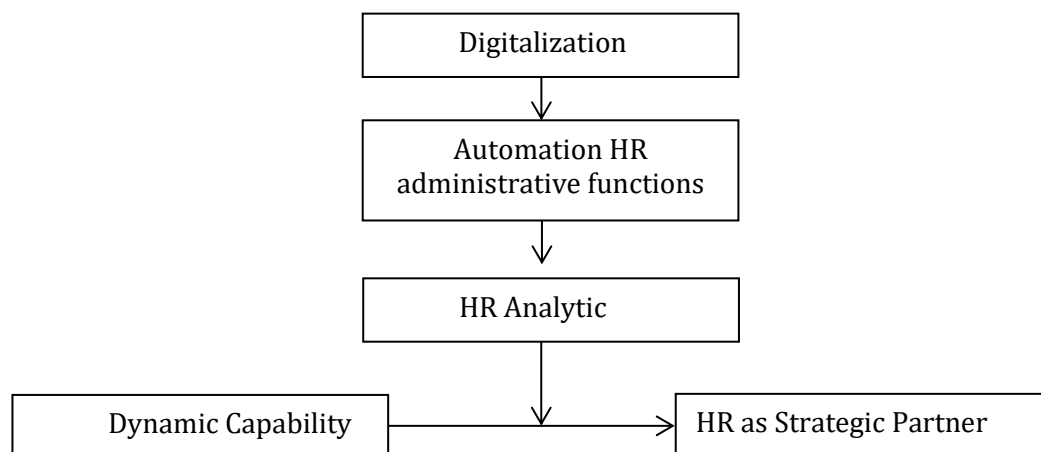 Digitalization
Automation HR
administrative functions
HR Analytic
Dynamic Capability
HR as Strategic Partner